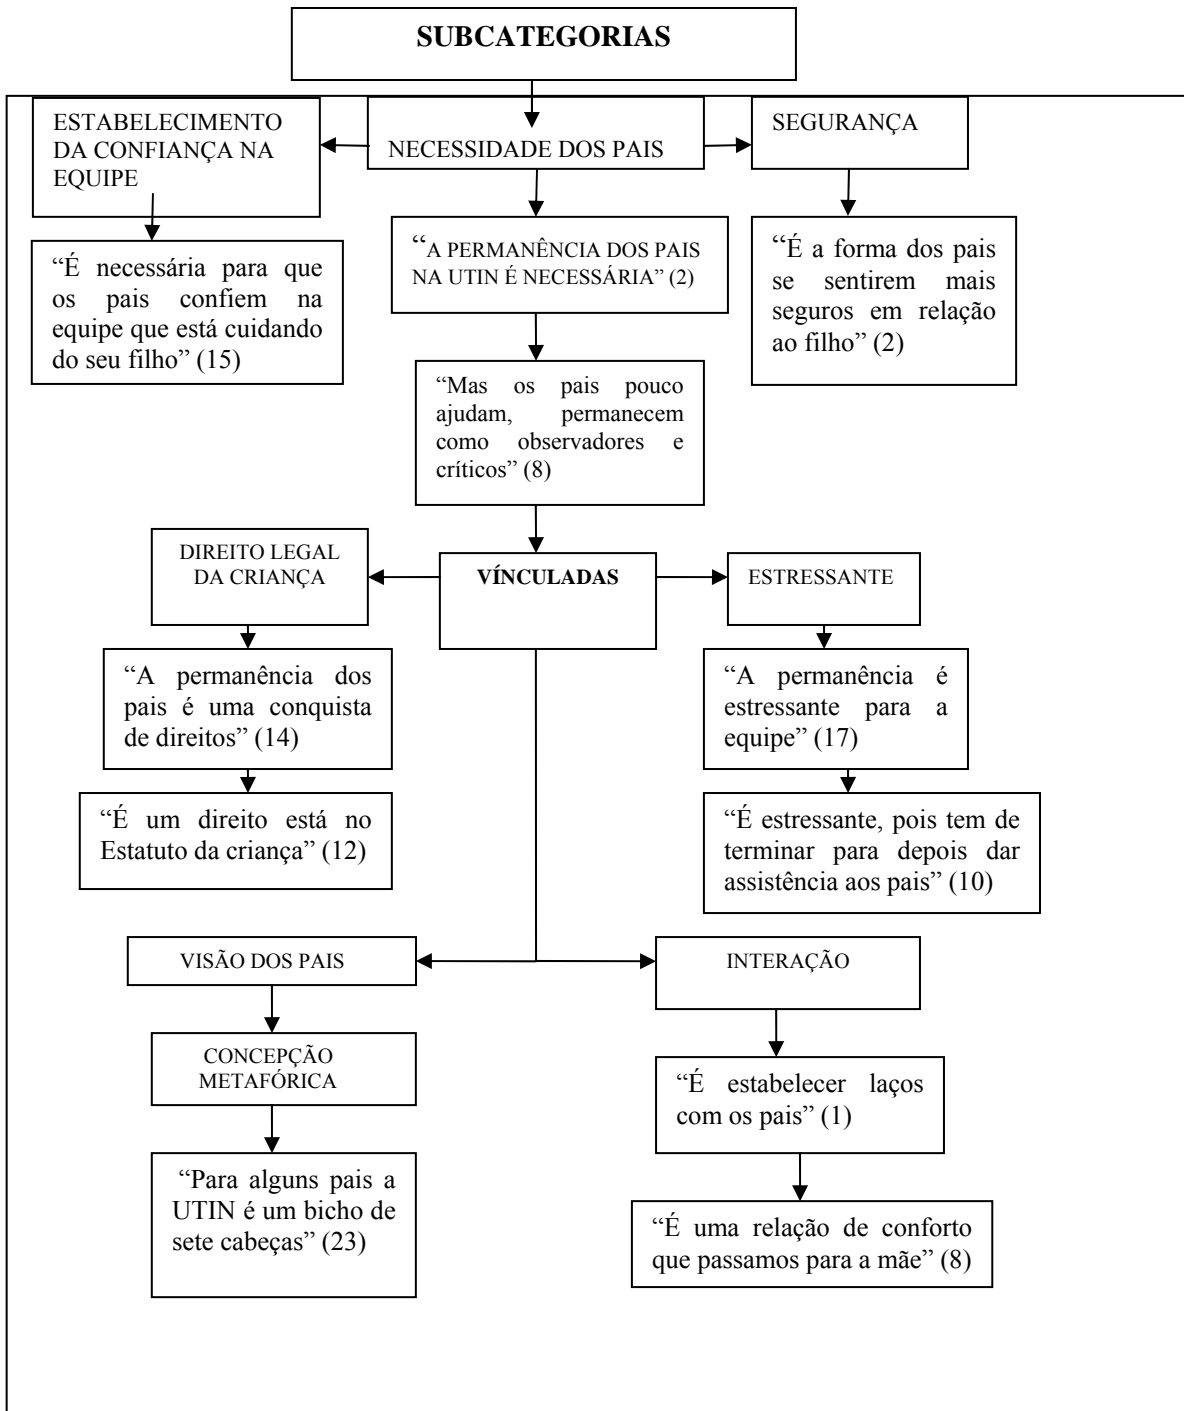 SUBCATEGORIAS
ESTABELECIMENTO
DA CONFIANÇA NA
EQUIPE
NECESSIDADE DOS PAIS
SEGURANÇA
“É necessária para que
os pais confiem na
equipe que está cuidando
do seu filho” (15)
“A PERMANÊNCIA DOS PAIS
NA UTIN É NECESSÁRIA” (2)
“É a forma dos pais
se sentirem mais
seguros em relação
ao filho” (2)
“Mas os pais pouco
ajudam, permanecem
como observadores e
críticos” (8)
DIREITO LEGAL
DA CRIANÇA
VÍNCULADAS
ESTRESSANTE
“A permanência dos
pais é uma conquista
de direitos” (14)
“A permanência é
estressante para a
equipe” (17)
“É um direito está no
Estatuto da criança” (12)
“É estressante, pois tem de
terminar para depois dar
assistência aos pais” (10)
VISÃO DOS PAIS
INTERAÇÃO
CONCEPÇÃO
METAFÓRICA
“É estabelecer laços
com os pais” (1)
“Para alguns pais a
UTIN é um bicho de
sete cabeças” (23)
“É uma relação de conforto
que passamos para a mãe” (8)